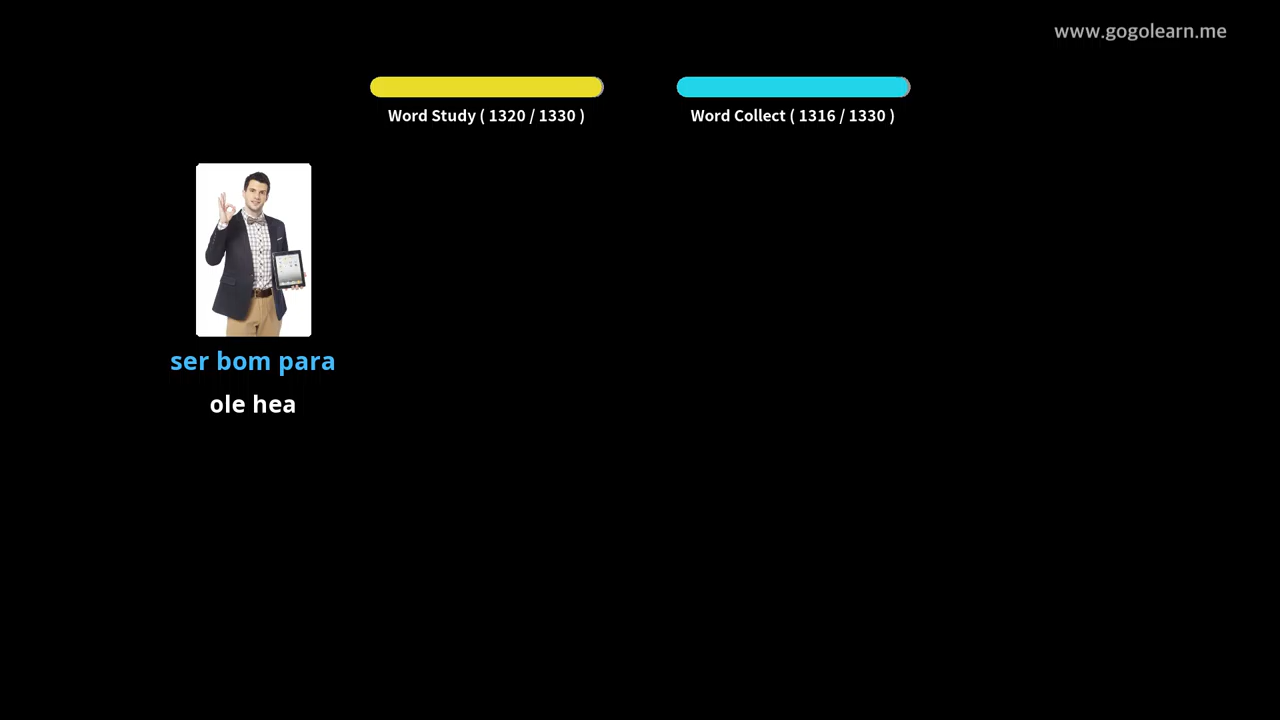 www.gogolearn.me
Word Study ( 1320 / 1330 )
Word Collect ( 1316 / 1330 )
ser bom para
ole hea